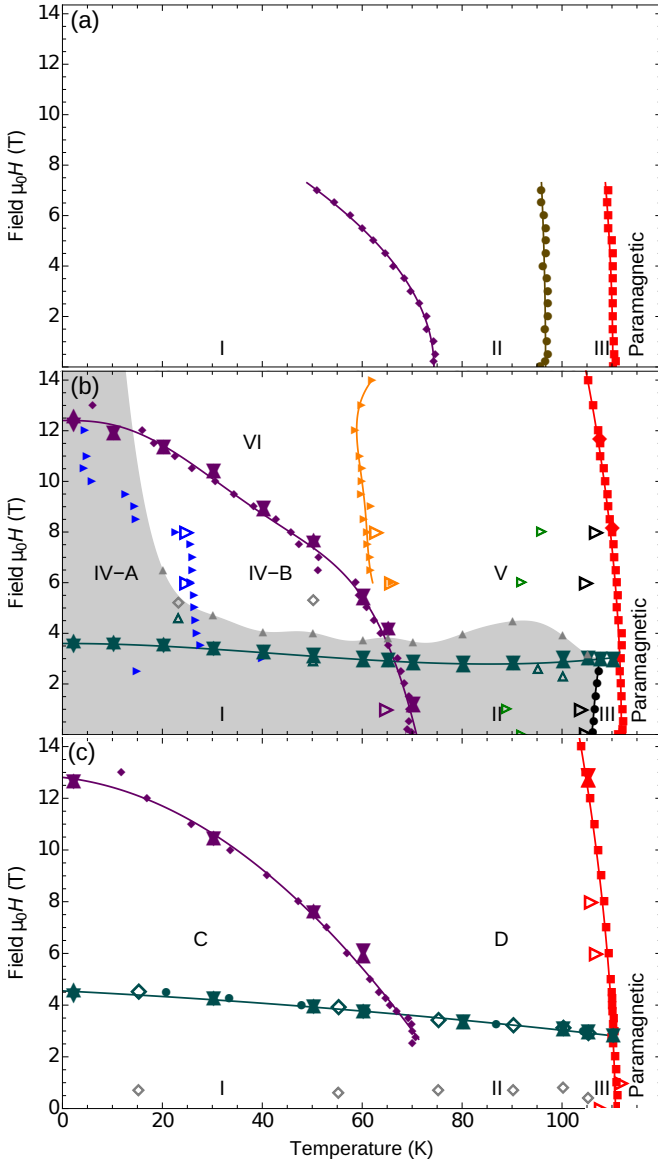 (a)
14
12
10
8
6
4
2
Field μ₀H (T)
I
II
III
Paramagnetic
(b)
14
12
10
8
6
4
2
Field μ₀H (T)
VI
IV−A
IV−B
V
I
II
III
Paramagnetic
(c)
14
12
10
8
6
4
2
0
Field μ₀H (T)
C
D
I
II
III
Paramagnetic
0
20
40
60
80
100
Temperature (K)